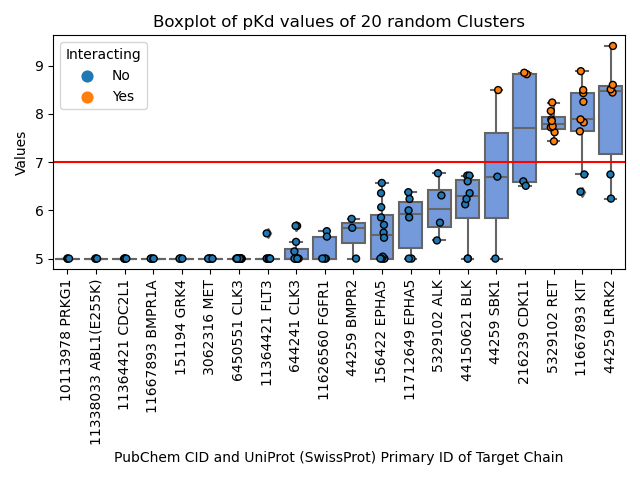 Boxplot of pKd values of 20 random Clusters
Interacting
No
Yes
Values
9
8
7
6
5
10113978 PRKG1
11338033 ABL1(E255K)
11364421 CDC2L1
11667893 BMPR1A
151194 GRK4
3062316 MET
6450551 CLK3
11364421 FLT3
644241 CLK3
11626560 FGFR1
44259 BMPR2
156422 EPHA5
11712649 EPHA5
5329102 ALK
44150621 BLK
44259 SBK1
216239 CDK11
5329102 RET
11667893 KIT
44259 LRRK2
PubChem CID and UniProt (SwissProt) Primary ID of Target Chain